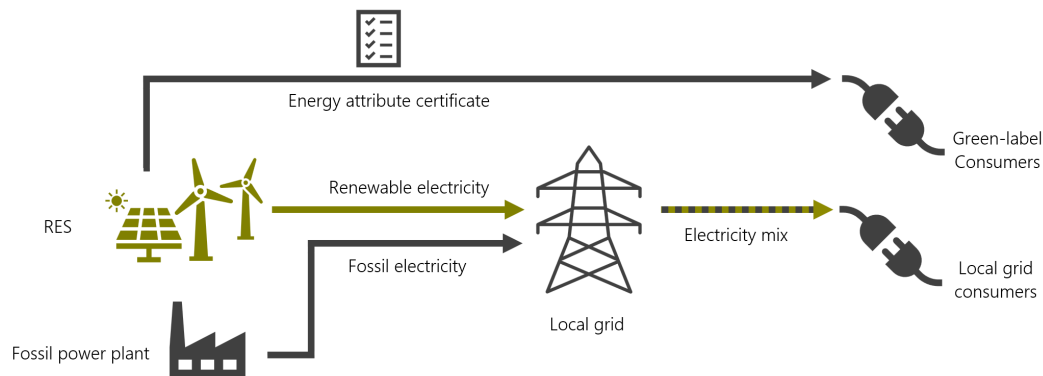 Energy attribute certificate
Green-label
Consumers
Renewable electricity
RES
Electricity mix
Fossil electricity
Local grid
consumers
Local grid
Fossil power plant